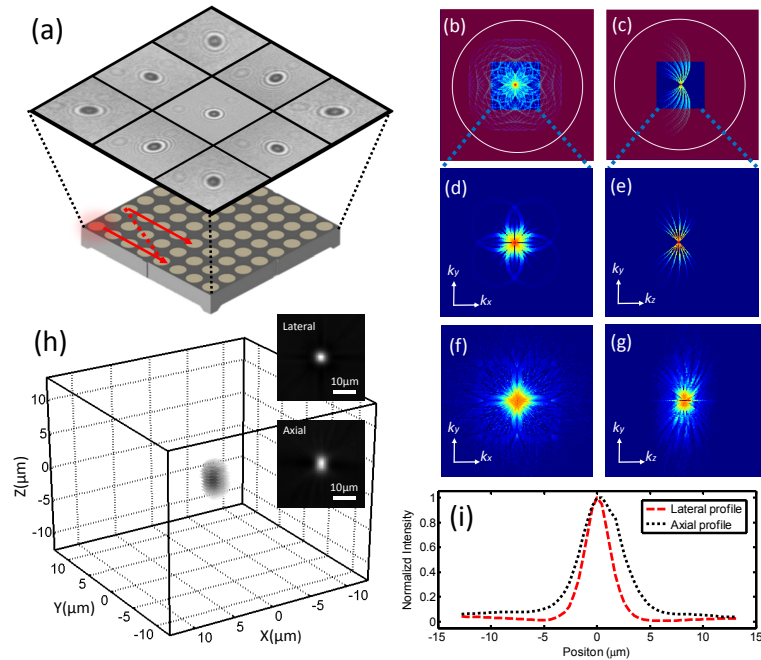 (a)
(b)
(c)
(d)
(e)
ky
kx
ky
kz
(f)
(g)
ky
kx
ky
kz
(h)
Lateral
10μm
Axial
10μm
Z(μm)
10
5
0
-5
-10
10
5
0
-5
-10
Y(μm)
10
5
0
-5
-10
X(μm)
(i)
Lateral profile
Axial profile
Normalizd Intensity
1
0.8
0.6
0.4
0.2
0
-15
-10
-5
0
5
10
15
Positon (μm)